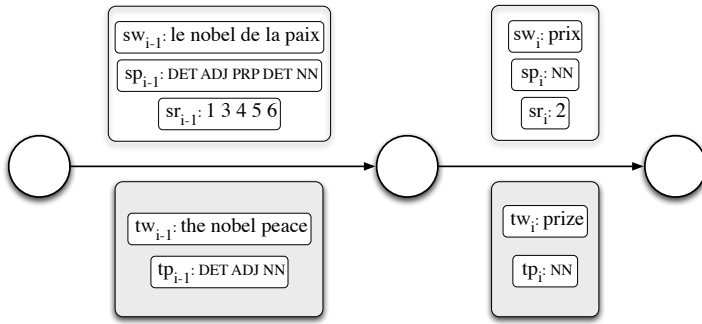 sw_{i-1}: le nobel de la paix
sp_{i-1}: DET ADJ PRP DET NN
sr_{i-1}: 1 3 4 5 6
tw_{i-1}: the nobel peace
tp_{i-1}: DET ADJ NN
sw_i: prix
sp_i: NN
sr_i: 2
tw_i: prize
tp_i: NN